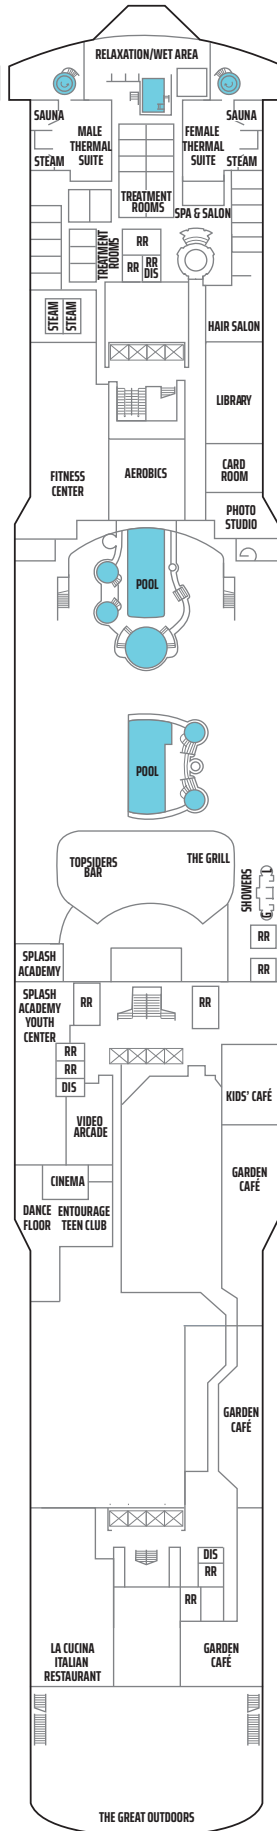 RELAXATION/WET AREA
SAUNA
MALE
THERMAL
SUITE
STEAM
FEMALE
THERMAL
SUITE
SAUNA
STEAM
TREATMENT
ROOMS
SPA & SALON
TREATMENT
ROOMS
RR
RR
RR
DIS
STEAM
STEAM
HAIR SALON
LIBRARY
FITNESS
CENTER
AEROBICS
CARD
ROOM
PHOTO
STUDIO
POOL
POOL
TOPSIDERS
BAR
THE GRILL
SHOWERS
L
G
RR
RR
SPLASH
ACADEMY
SPLASH
ACADEMY
YOUTH
CENTER
RR
RR
RR
RR
DIS
KIDS' CAFÉ
VIDEO
ARCADE
GARDEN
CAFÉ
CINEMA
DANCE
FLOOR
ENTOURAGE
TEEN CLUB
GARDEN
CAFÉ
DIS
RR
RR
LA CUCINA
ITALIAN
RESTAURANT
GARDEN
CAFÉ
THE GREAT OUTDOORS